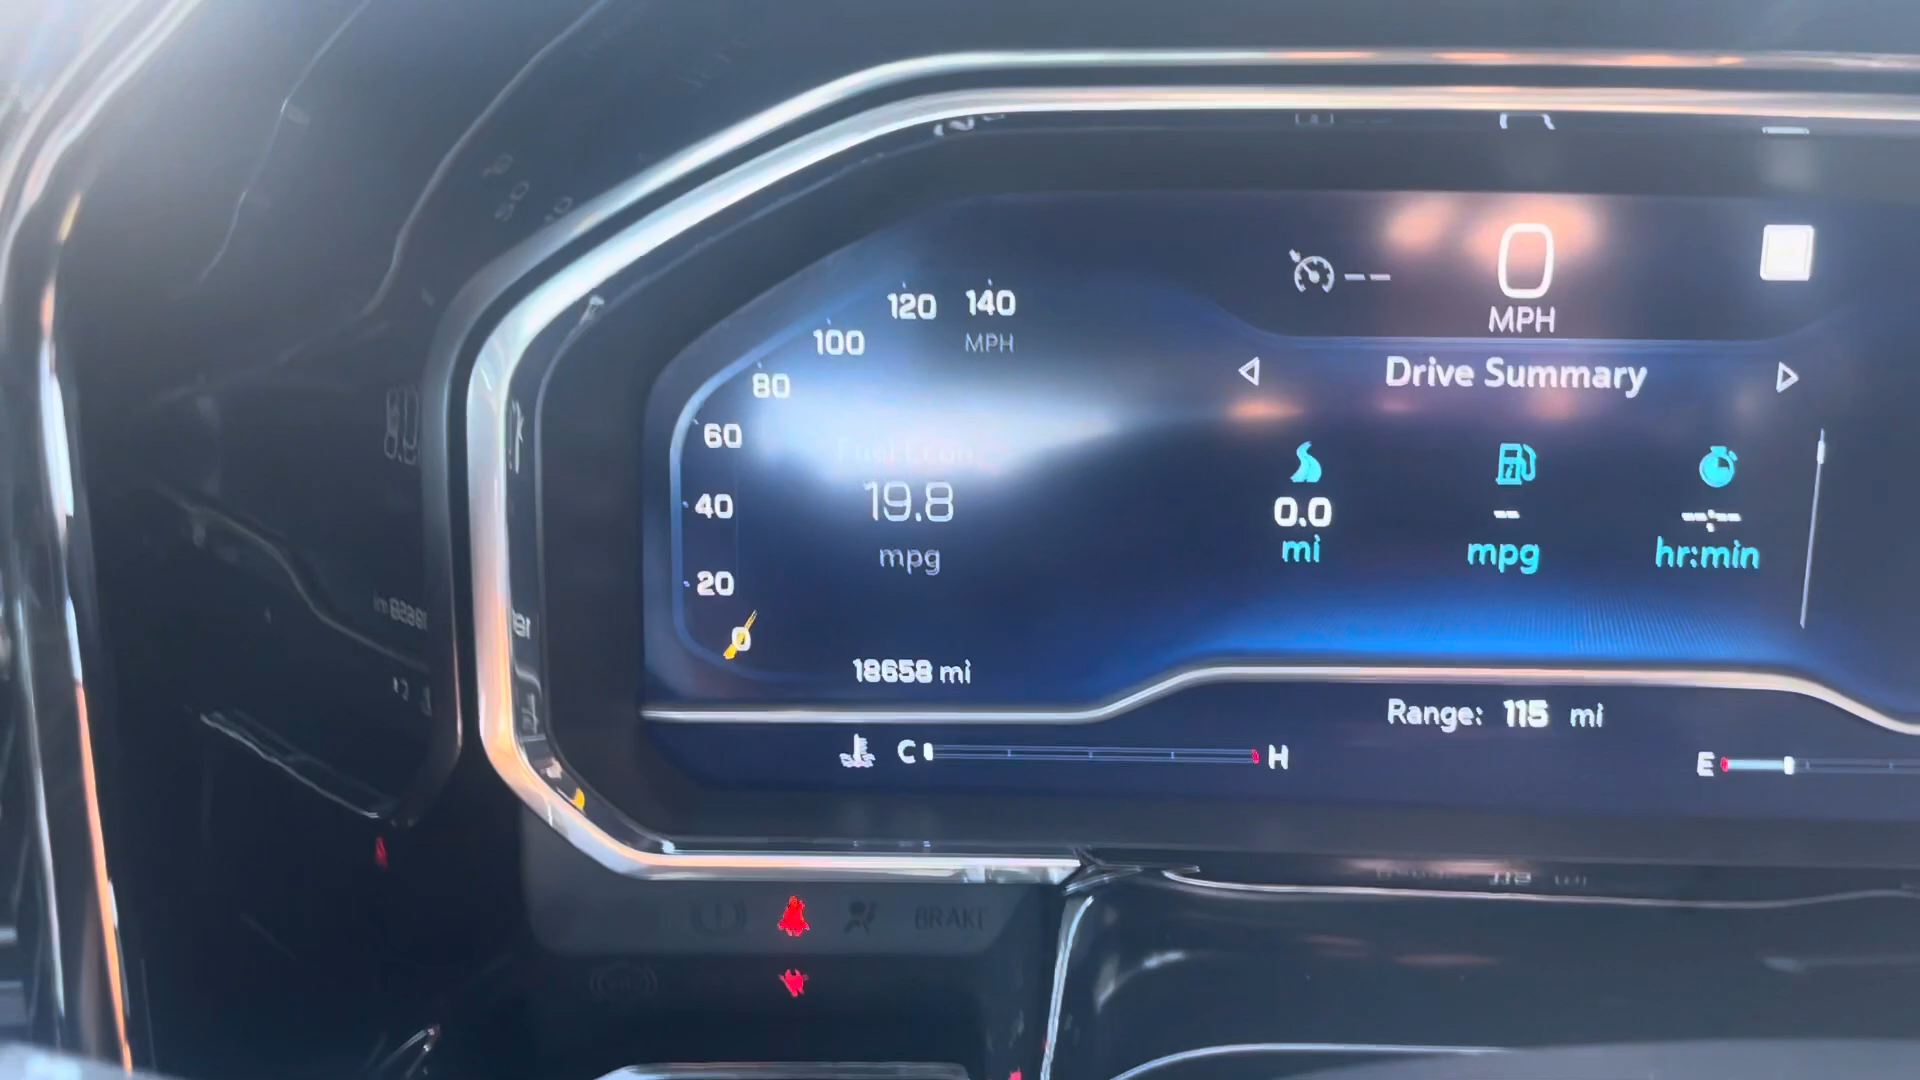 0
MPH
120 140
100 MPH
Drive Summary
80
60
Fuel Econ
19.8
40
mpg
0.0 -- --:--
mi mpg hr:min
20
0
18658 mi
Range: 115 mi
C H
E
BRAKE